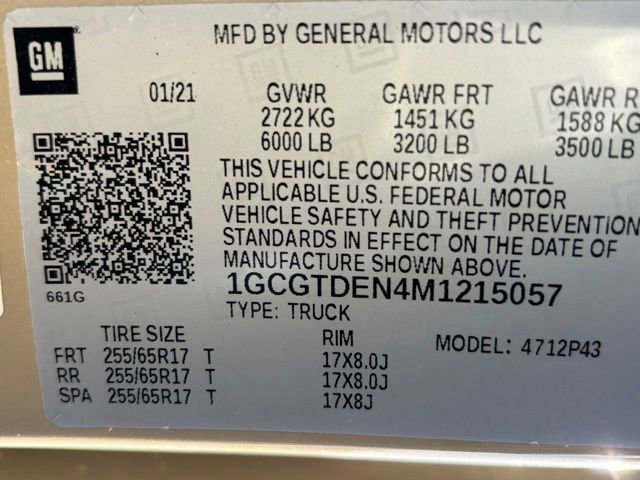 GM
MFD BY GENERAL MOTORS LLC
01/21 GVWR GAWR FRT GAWR R
2722 KG 1451 KG 1588 KG
6000 LB 3200 LB 3500 LB
THIS VEHICLE CONFORMS TO ALL
APPLICABLE U.S. FEDERAL MOTOR
VEHICLE SAFETY AND THEFT PREVENTION
STANDARDS IN EFFECT ON THE DATE OF
MANUFACTURE SHOWN ABOVE.
661G
1GCGTDEN4M1215057
TYPE: TRUCK
TIRE SIZE RIM MODEL: 4712P43
FRT 255/65R17 T 17X8.0J
RR 255/65R17 T 17X8.0J
SPA 255/65R17 T 17X8J